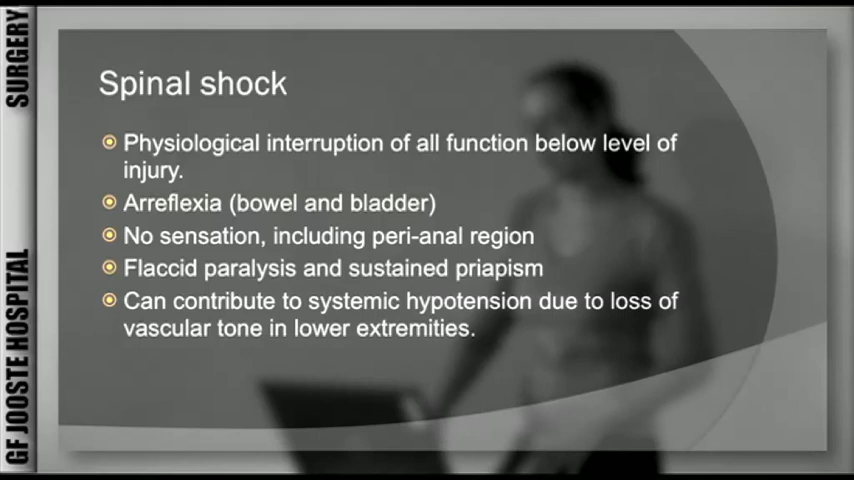 SURGERY
GF JOOSTE HOSPITAL
Spinal shock
Physiological interruption of all function below level of
injury.
Arreflexia (bowel and bladder)
No sensation, including peri-anal region
Flaccid paralysis and sustained priapism
Can contribute to systemic hypotension due to loss of
vascular tone in lower extremities.